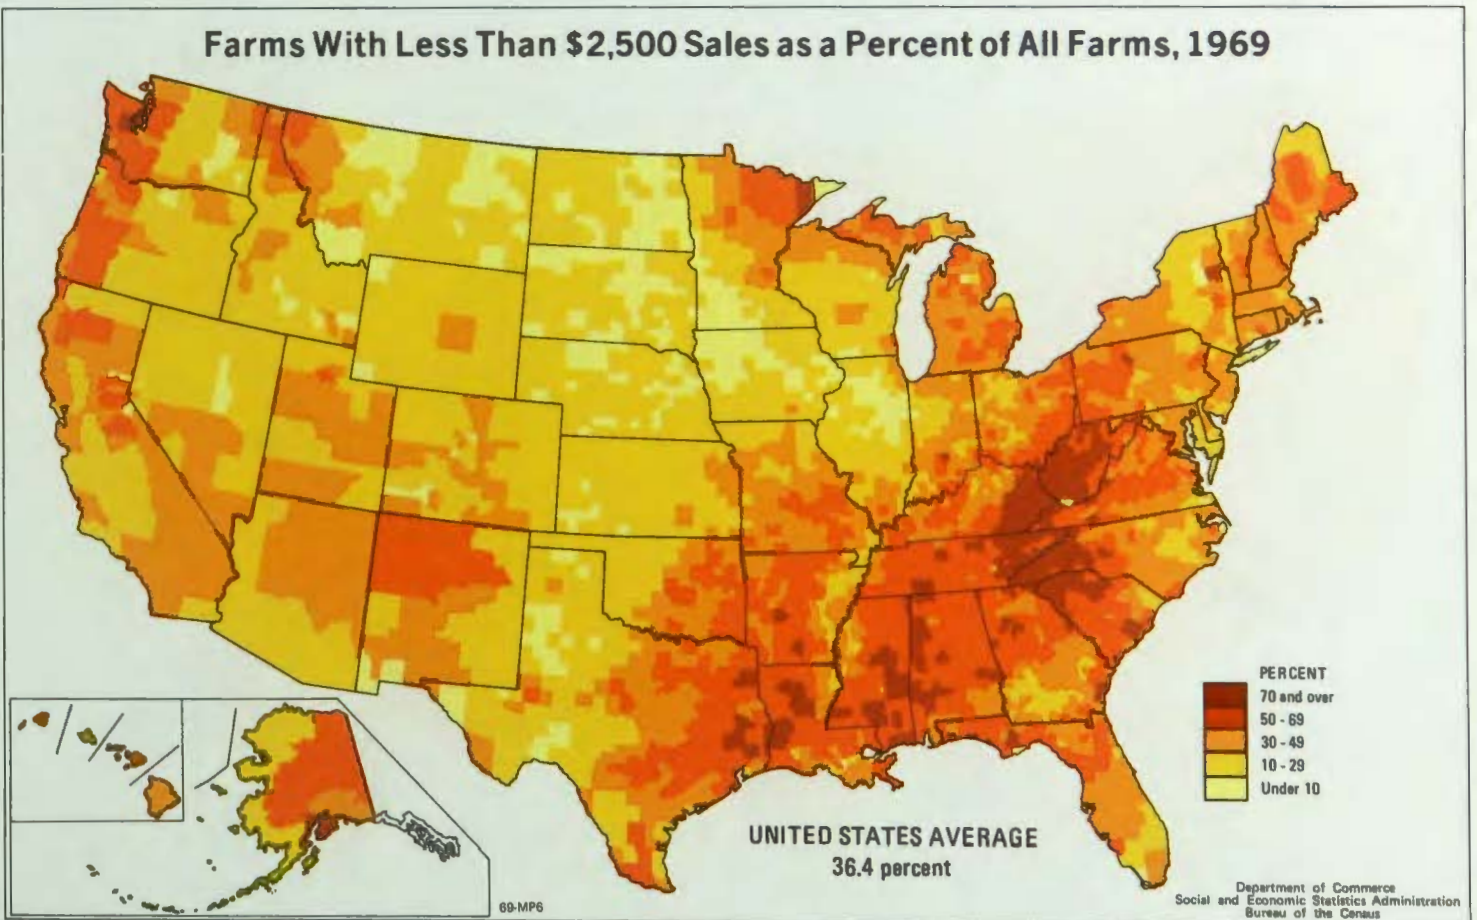 Farms With Less Than $2,500 Sales as a Percent of All Farms, 1969
PERCENT
70 and over
50 - 69
30 - 49
10 - 29
Under 10
UNITED STATES AVERAGE
36.4 percent
69-MP6
Department of Commerce
Social and Economic Statistics Administration
Bureau of the Census